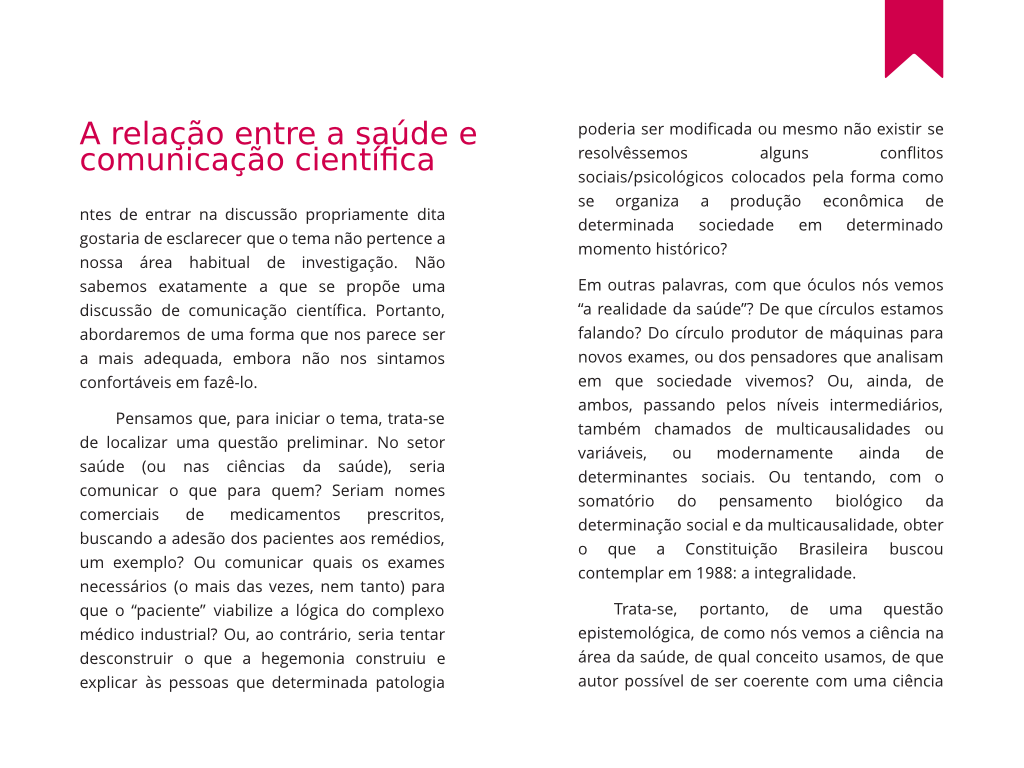 A relação entre a saúde e
comunicação científica
ntes de entrar na discussão propriamente dita
gostaria de esclarecer que o tema não pertence a
nossa área habitual de investigação. Não
sabemos exatamente a que se propõe uma
discussão de comunicação científica. Portanto,
abordaremos de uma forma que nos parece ser
a mais adequada, embora não nos sintamos
confortáveis em fazê-lo.
Pensamos que, para iniciar o tema, trata-se
de localizar uma questão preliminar. No setor
saúde (ou nas ciências da saúde), seria
comunicar o que para quem? Seriam nomes
comerciais de medicamentos prescritos,
buscando a adesão dos pacientes aos remédios,
um exemplo? Ou comunicar quais os exames
necessários (o mais das vezes, nem tanto) para
que o “paciente” viabilize a lógica do complexo
médico industrial? Ou, ao contrário, seria tentar
desconstruir o que a hegemonia construiu e
explicar às pessoas que determinada patologia
poderia ser modificada ou mesmo não existir se
resolvêssemos alguns conflitos
sociais/psicológicos colocados pela forma como
se organiza a produção econômica de
determinada sociedade em determinado
momento histórico?
Em outras palavras, com que óculos nós vemos
“a realidade da saúde”? De que círculos estamos
falando? Do círculo produtor de máquinas para
novos exames, ou dos pensadores que analisam
em que sociedade vivemos? Ou, ainda, de
ambos, passando pelos níveis intermediários,
também chamados de multicausalidades ou
variáveis, ou modernamente ainda de
determinantes sociais. Ou tentando, com o
somatório do pensamento biológico da
determinação social e da multicausalidade, obter
o que a Constituição Brasileira buscou
contemplar em 1988: a integralidade.
Trata-se, portanto, de uma questão
epistemológica, de como nós vemos a ciência na
área da saúde, de qual conceito usamos, de que
autor possível de ser coerente com uma ciência